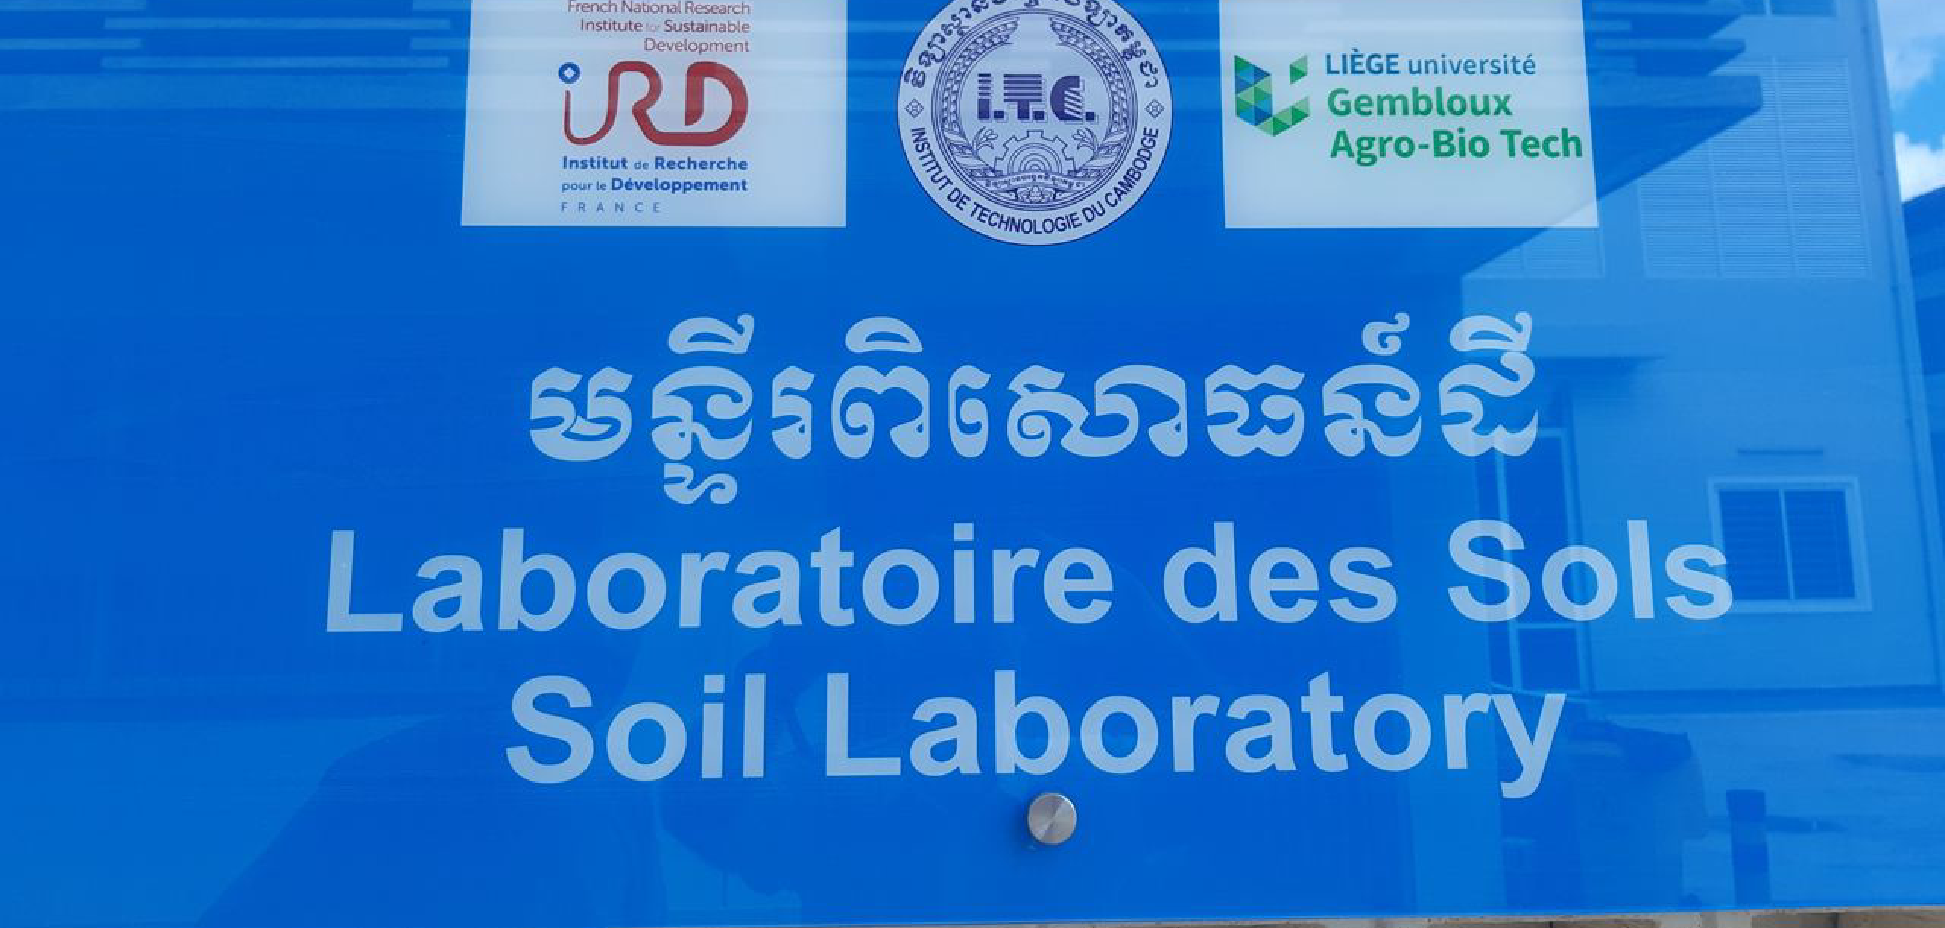 French National Research
Institute for Sustainable
Development
iRD
Institut de Recherche
pour le Développement
FRANCE
I.T.C.
INSTITUT DE TECHNOLOGIE DU CAMBODGE
LIÈGE université
Gembloux
Agro-Bio Tech
មន្ទីរពិសោធន៍ដី
Laboratoire des Sols
Soil Laboratory